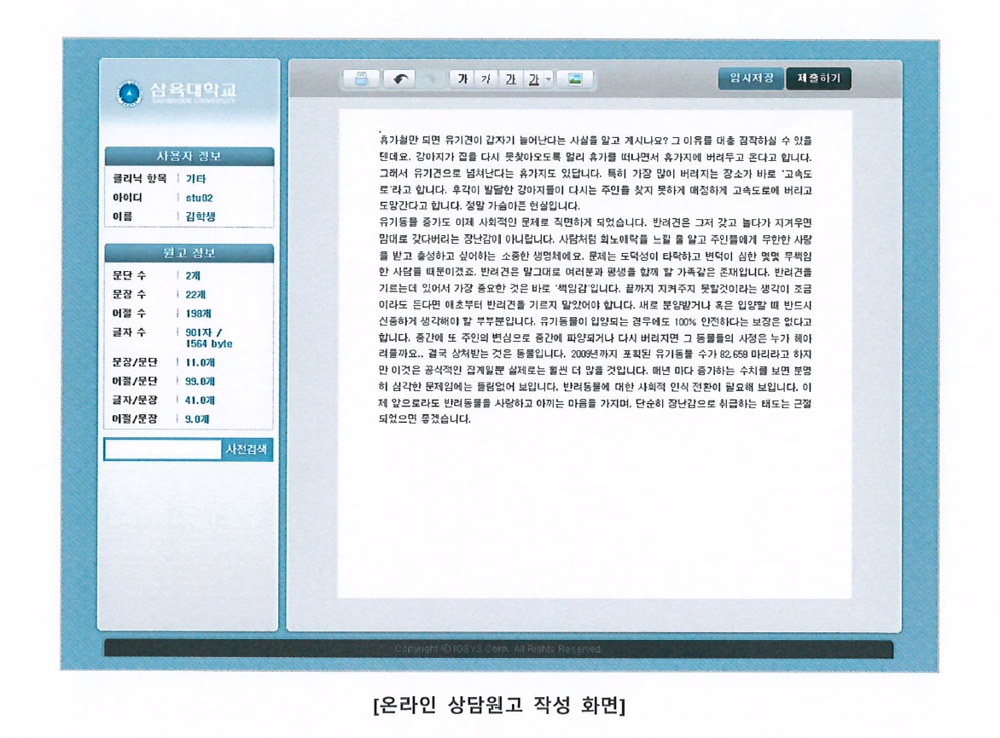 삼육대학교
SAHMYOOK UNIVERSITY
사용자 정보
클리닉 항목 기타
아이디 stu02
이름 김학생
원고 정보
문단 수 2개
문장 수 22개
어절 수 198개
글자 수 901자 /
1564 byte
문장/문단 11.0개
어절/문단 99.0개
글자/문장 41.0개
어절/문장 9.0개
사전검색
가 가 가 가
임시저장 제출하기
휴가철만 되면 유기견이 갑자기 늘어난다는 사실을 알고 계시나요? 그 이유를 대충 짐작하실 수 있을
텐데요. 강아지가 집을 다시 못찾아오도록 멀리 휴가를 떠나면서 휴가지에 버려두고 온다고 합니다.
그래서 유기견으로 넘쳐난다는 휴가지도 있답니다. 특히 가장 많이 버려지는 장소가 바로 '고속도
로'라고 합니다. 후각이 발달한 강아지들이 다시는 주인을 찾지 못하게 매정하게 고속도로에 버리고
도망간다고 합니다. 정말 가슴아픈 현실입니다.
유기동물 증가도 이제 사회적인 문제로 직면하게 되었습니다. 반려견은 그저 갖고 놀다가 지겨우면
맘대로 갖다버리는 장난감에 아니랍니다. 사람처럼 희노애락을 느낄 줄 알고 주인들에게 무한한 사랑
을 받고 충성하고 싶어하는 소중한 생명체에요. 문제는 도덕성이 타락하고 변덕이 심한 몇몇 무책임
한 사람들 때문이겠죠. 반려견은 말그대로 여러분과 평생을 함께 할 가족같은 존재입니다. 반려견을
기르는데 있어서 가장 중요한 것은 바로 '책임감'입니다. 끝까지 지켜주지 못할것이라는 생각이 조금
이라도 든다면 애초부터 반려견을 기르지 말았어야 합니다. 새로 분양받거나 혹은 입양할 때 반드시
신중하게 생각해야 할 부부분입니다. 유기동물이 입양되는 경우에도 100% 안전하다는 보장은 없다고
합니다. 중간에 또 주인의 변심으로 중간에 파양되거나 다시 버려지면 그 동물들의 사정은 누가 헤아
려줄까요.. 결국 상처받는 것은 동물입니다. 2009년까지 포획된 유기동물 수가 82,658 마리라고 하지
만 이것은 공식적인 집계일뿐 실제로는 훨씬 더 많을 것입니다. 매년 마다 증가하는 수치를 보면 분명
히 심각한 문제임에는 틀림없어 보입니다. 반려동물에 대한 사회적 인식 전환이 필요해 보입니다. 이
제 앞으로라도 반려동물을 사랑하고 아끼는 마음을 가지며, 단순히 장난감으로 취급하는 태도는 근절
되었으면 좋겠습니다.
Copyright ⓒ IOSYS Corp. All Rights Reserved.
[온라인 상담원고 작성 화면]